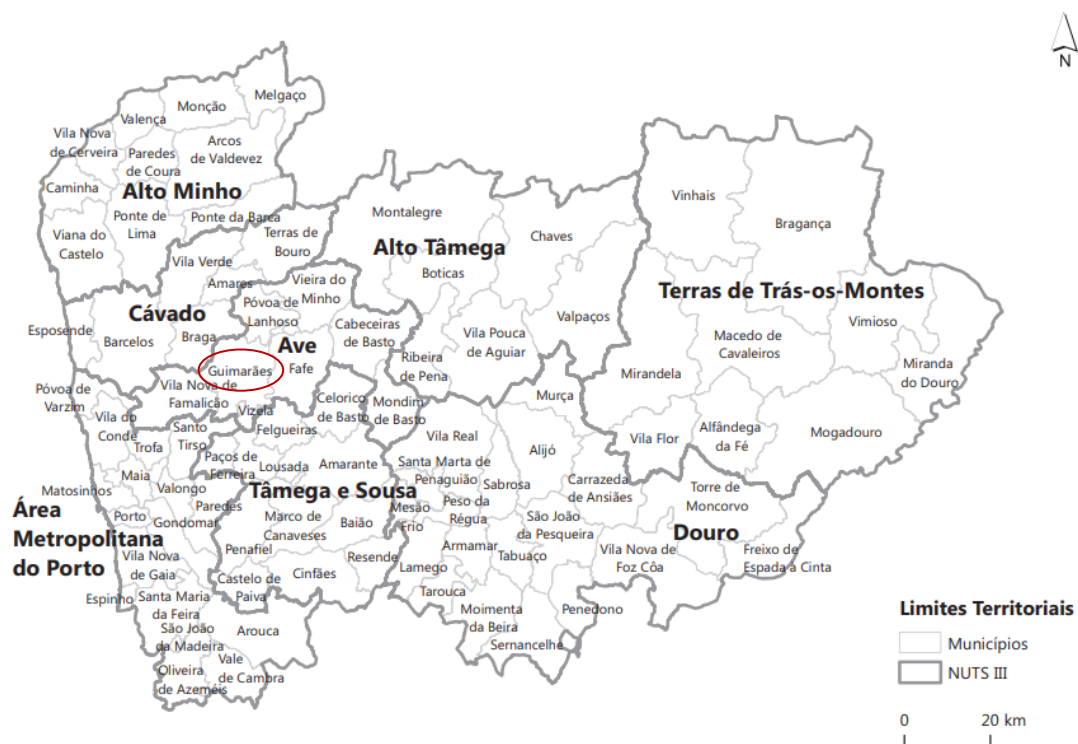 N
Melgaço
Monção
Valença
Vila Nova
de Cerveira
Arcos
de Valdevez
Paredes
de Coura
Caminha
Alto Minho
Ponte de
Lima
Ponte da Barca
Viana do
Castelo
Terras de
Bouro
Vila Verde
Amares
Cávado
Esposende
Barcelos
Braga
Vieira do
Minho
Póvoa de
Lanhoso
Cabeceiras
de Basto
Ave
Guimarães
Fafe
Vila Nova de
Famalicão
Vizela
Montalegre
Alto Tâmega
Chaves
Boticas
Valpaços
Vila Pouca
de Aguiar
Ribeira
de Pena
Mondim
de Basto
Celorico
de Basto
Felgueiras
Paços de
Ferreira
Lousada
Amarante
Tâmega e Sousa
Marco de
Canaveses
Baião
Penafiel
Resende
Castelo de
Paiva
Cinfães
Póvoa de
Varzim
Vila do
Conde
Santo
Tirso
Trofa
Maia
Matosinhos
Valongo
Paredes
Porto
Gondomar
Área
Metropolitana
do Porto
Vila Nova
de Gaia
Espinho
Santa Maria
da Feira
Arouca
São João
da Madeira
Oliveira
de Azeméis
Vale
de Cambra
Vinhais
Bragança
Terras de Trás-os-Montes
Vimioso
Macedo de
Cavaleiros
Miranda
do Douro
Mirandela
Alfândega
da Fé
Mogadouro
Vila Flor
Murça
Vila Real
Alijó
Santa Marta de
Penaguião
Sabrosa
Carrazeda
de Ansiães
Torre de
Moncorvo
Mesão
Frio
Peso da
Régua
São João
da Pesqueira
Douro
Armamar
Tabuaço
Vila Nova de
Foz Côa
Freixo de
Espada à Cinta
Lamego
Tarouca
Moimenta
da Beira
Penedono
Sernancelhe
Limites Territoriais
Municípios
NUTS III
0 20 km